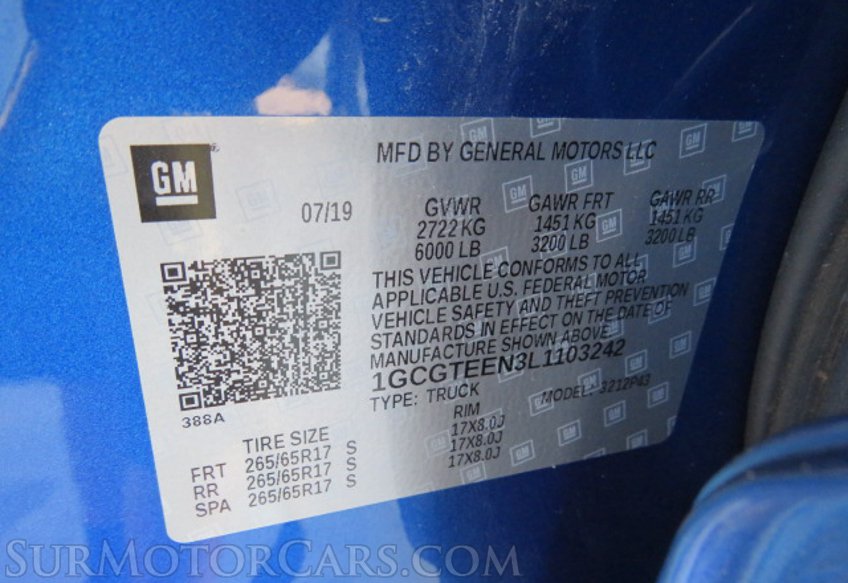 GM
MFD BY GENERAL MOTORS LLC
07/19
GVWR GAWR FRT GAWR RR
2722 KG 1451 KG 1451 KG
6000 LB 3200 LB 3200 LB
THIS VEHICLE CONFORMS TO ALL
APPLICABLE U.S. FEDERAL MOTOR
VEHICLE SAFETY AND THEFT PREVENTION
STANDARDS IN EFFECT ON THE DATE OF
MANUFACTURE SHOWN ABOVE.
1GCGTEEN3L1103242
TYPE: TRUCK MODEL: 3212P43
388A
TIRE SIZE RIM
FRT 265/65R17 S 17X8.0J
RR 265/65R17 S 17X8.0J
SPA 265/65R17 S 17X8.0J
SURMOTORCARS.COM